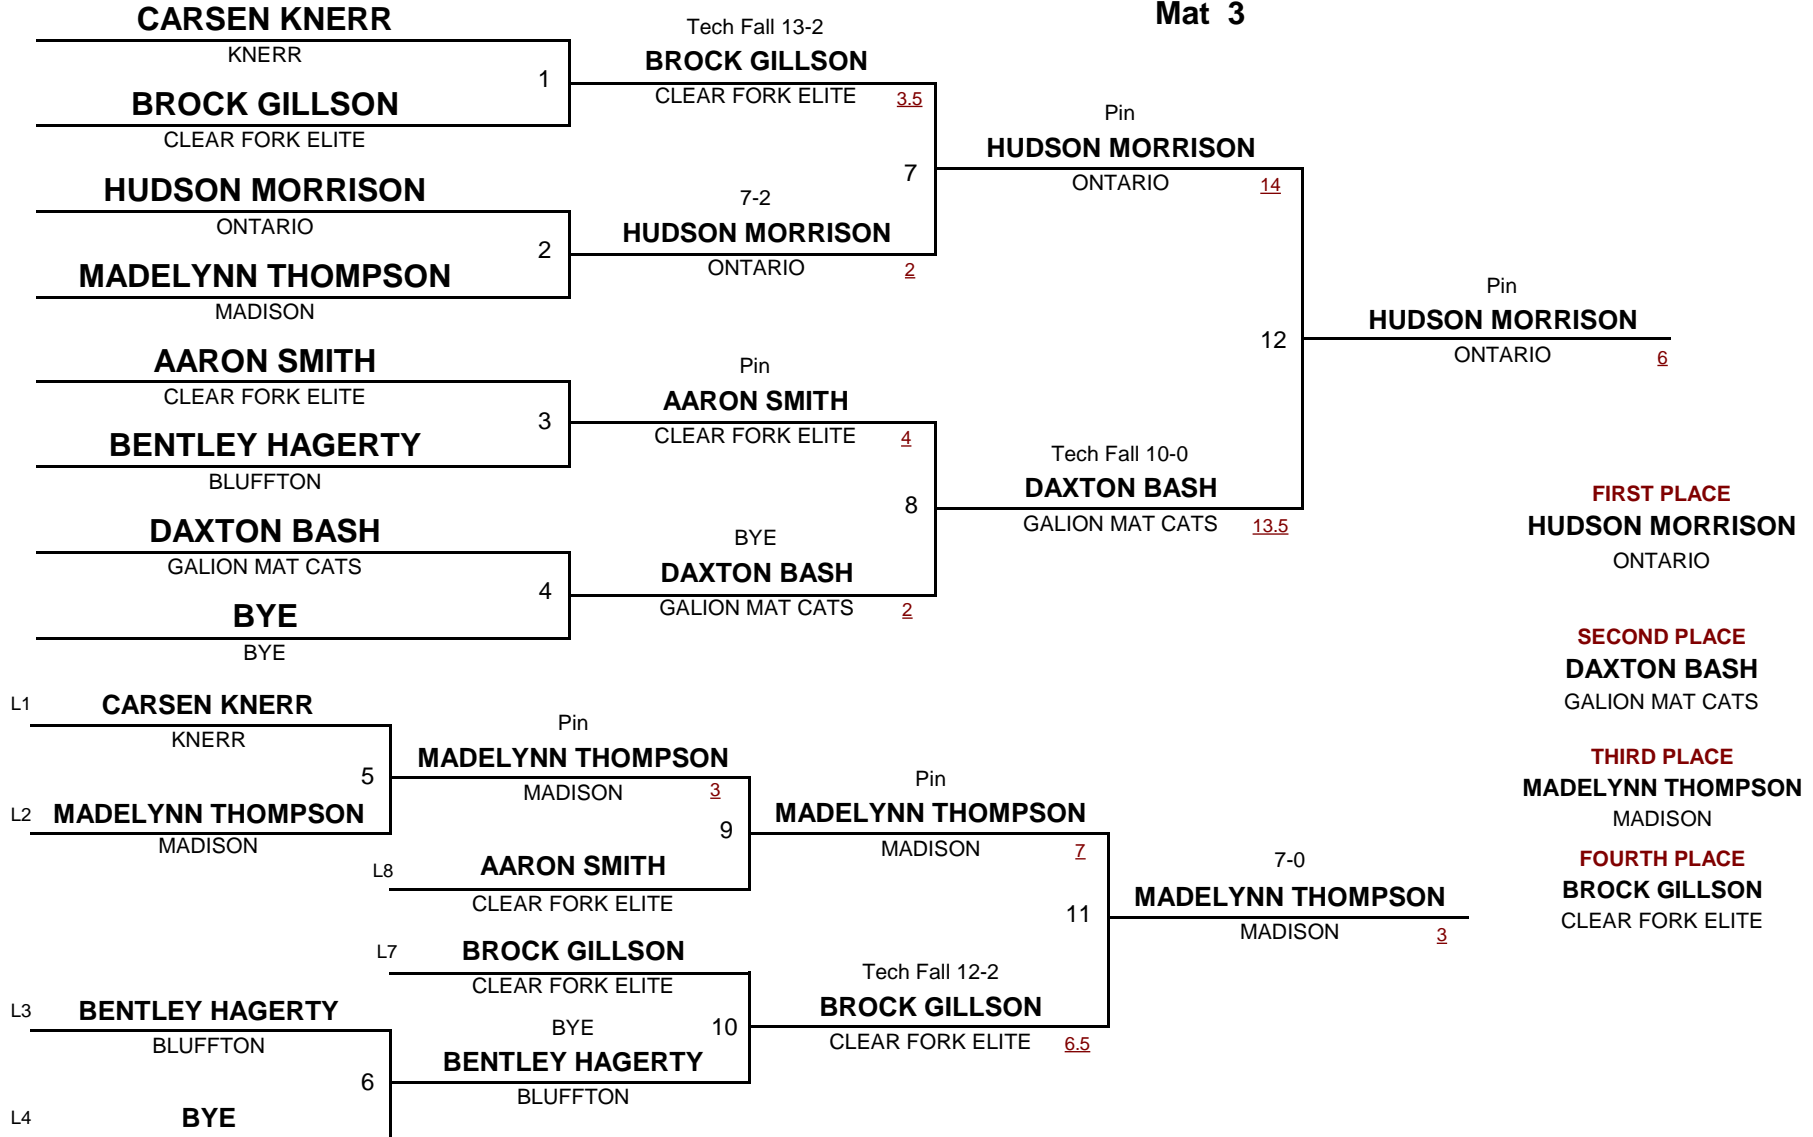 Mat 3
CARSEN KNERR
KNERR
1
BROCK GILLSON
CLEAR FORK ELITE
HUDSON MORRISON
ONTARIO
2
MADELYNN THOMPSON
MADISON
AARON SMITH
CLEAR FORK ELITE
3
BENTLEY HAGERTY
BLUFFTON
DAXTON BASH
GALION MAT CATS
4
BYE
BYE
Tech Fall 13-2
BROCK GILLSON
CLEAR FORK ELITE 3.5
7
7-2
HUDSON MORRISON
ONTARIO 2
Pin
AARON SMITH
CLEAR FORK ELITE 4
8
BYE
DAXTON BASH
GALION MAT CATS 2
Pin
HUDSON MORRISON
ONTARIO 14
12
Tech Fall 10-0
DAXTON BASH
GALION MAT CATS 13.5
Pin
HUDSON MORRISON
ONTARIO 6
FIRST PLACE
HUDSON MORRISON
ONTARIO
SECOND PLACE
DAXTON BASH
GALION MAT CATS
THIRD PLACE
MADELYNN THOMPSON
MADISON
FOURTH PLACE
BROCK GILLSON
CLEAR FORK ELITE
L1 CARSEN KNERR
KNERR
5
L2 MADELYNN THOMPSON
MADISON
L3 BENTLEY HAGERTY
BLUFFTON
6
L4 BYE
Pin
MADELYNN THOMPSON
MADISON 3
9
L8 AARON SMITH
CLEAR FORK ELITE
L7 BROCK GILLSON
CLEAR FORK ELITE
10
BYE
BENTLEY HAGERTY
BLUFFTON
Pin
MADELYNN THOMPSON
MADISON 7
11
Tech Fall 12-2
BROCK GILLSON
CLEAR FORK ELITE 6.5
7-0
MADELYNN THOMPSON
MADISON 3